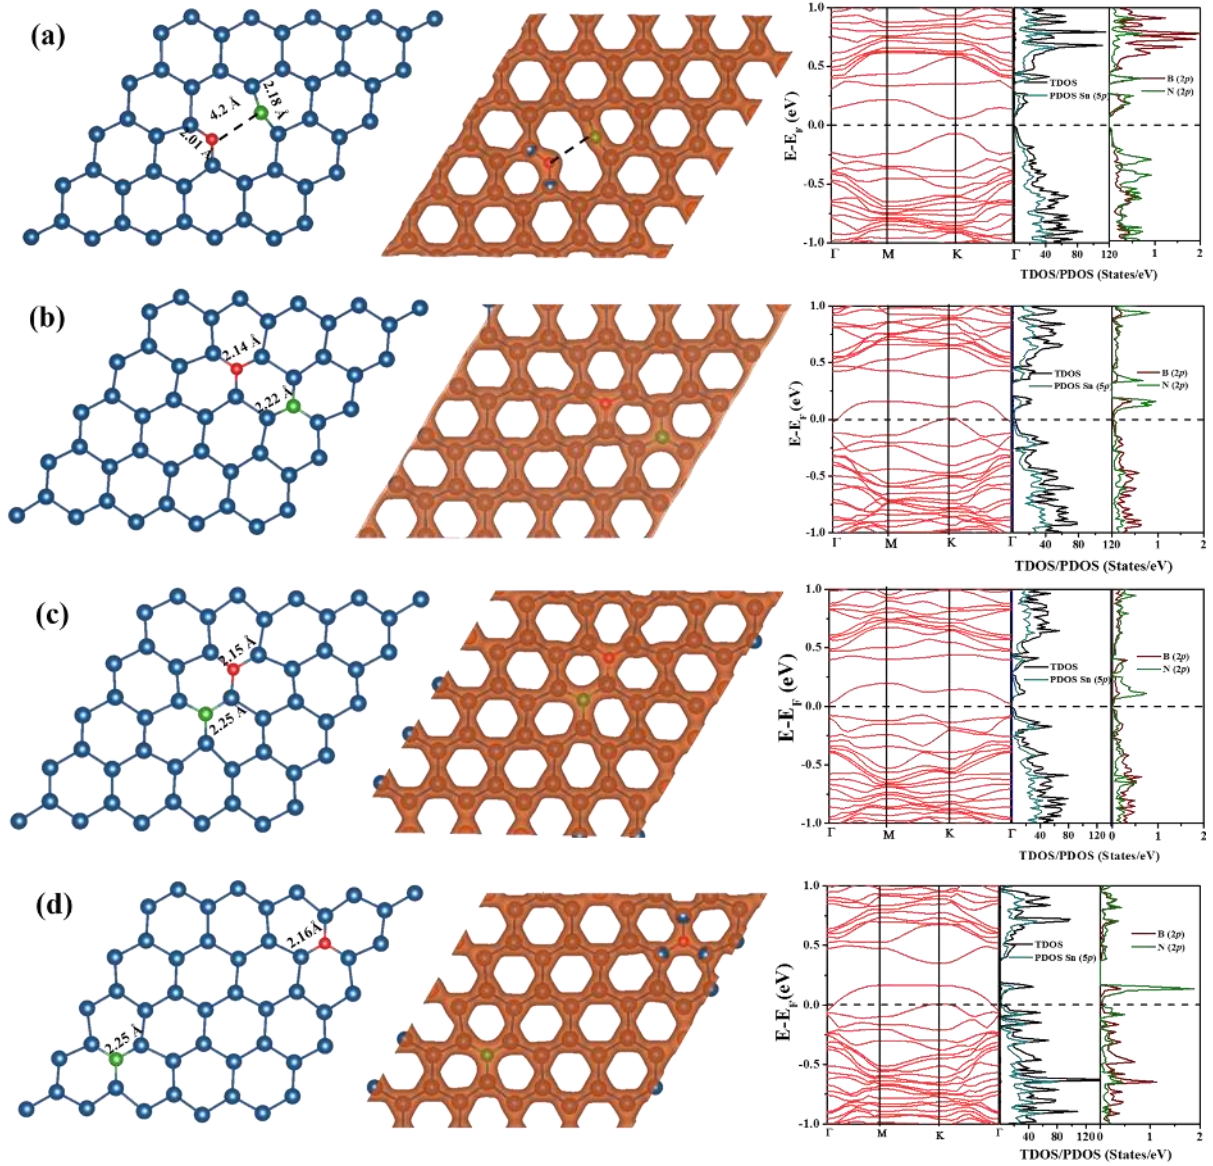 (a)
4.2 Å
2.18 Å
2.01 Å
1.0
0.5
0.0
-0.5
-1.0
E-E_F (eV)
TDOS
PDOS Sn (5p)
B (2p)
N (2p)
Γ M K Γ 40 80 120 1 2
TDOS/PDOS (States/eV)
(b)
2.14 Å
2.22 Å
1.0
0.5
0.0
-0.5
-1.0
E-E_F (eV)
TDOS
PDOS Sn (5p)
B (2p)
N (2p)
Γ M K Γ 40 80 120 1 2
TDOS/PDOS (States/eV)
(c)
2.15 Å
2.25 Å
1.0
0.5
0.0
-0.5
-1.0
E-E_F (eV)
TDOS
PDOS Sn (5p)
B (2p)
N (2p)
Γ M K Γ 40 80 120 0 1 2
TDOS/PDOS (States/eV)
(d)
2.16Å
2.25 Å
1.0
0.5
0.0
-0.5
-1.0
E-E_F(eV)
TDOS
PDOS Sn (5p)
B (2p)
N (2p)
Γ M K Γ 40 80 120 0 1 2
TDOS/PDOS (States/eV)